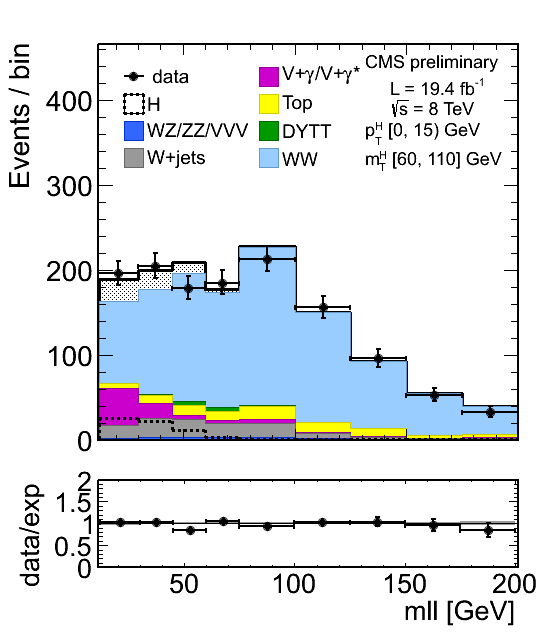 Events / bin
400
300
200
100
0
data
H
WZ/ZZ/VVV
W+jets
V+γ/V+γ*
Top
DYTT
WW
CMS preliminary
L = 19.4 fb⁻¹
√s = 8 TeV
p_T^H [0, 15) GeV
m_T^H [60, 110] GeV
data/exp
2
1.5
1
0.5
0
50 100 150 200
mll [GeV]